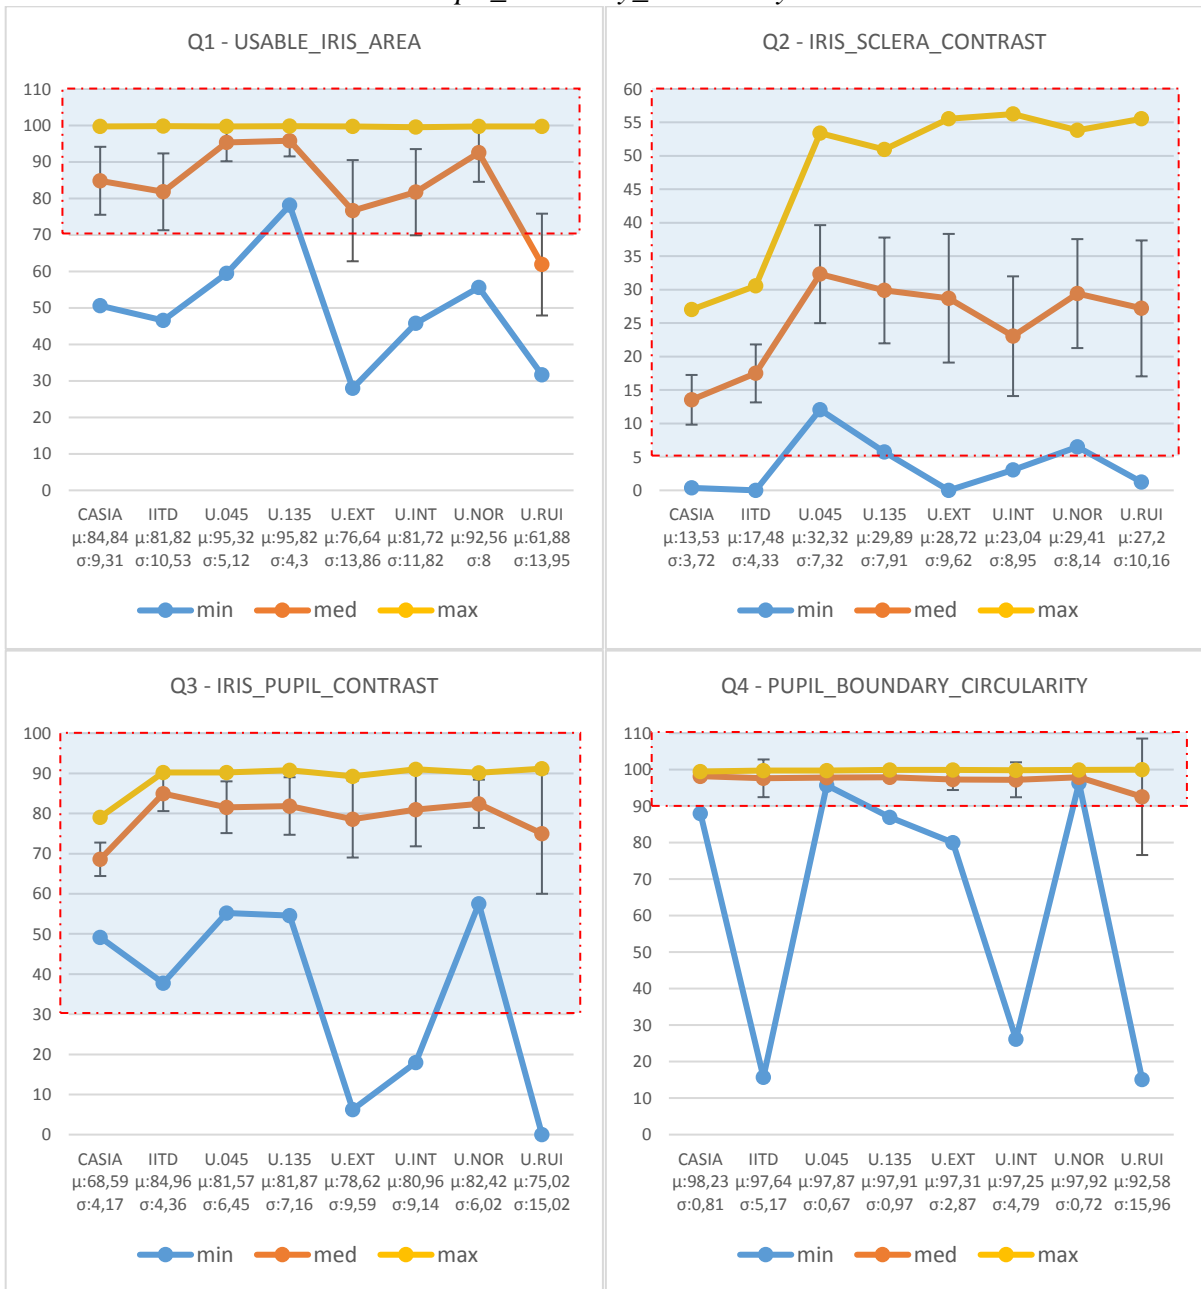 Q1 - USABLE_IRIS_AREA
110
100
90
80
70
60
50
40
30
20
10
0
CASIA IITD U.045 U.135 U.EXT U.INT U.NOR U.RUI
μ:84,84 μ:81,82 μ:95,32 μ:95,82 μ:76,64 μ:81,72 μ:92,56 μ:61,88
σ:9,31 σ:10,53 σ:5,12 σ:4,3 σ:13,86 σ:11,82 σ:8 σ:13,95
min med max
Q2 - IRIS_SCLERA_CONTRAST
60
55
50
45
40
35
30
25
20
15
10
5
0
CASIA IITD U.045 U.135 U.EXT U.INT U.NOR U.RUI
μ:13,53 μ:17,48 μ:32,32 μ:29,89 μ:28,72 μ:23,04 μ:29,41 μ:27,2
σ:3,72 σ:4,33 σ:7,32 σ:7,91 σ:9,62 σ:8,95 σ:8,14 σ:10,16
min med max
Q3 - IRIS_PUPIL_CONTRAST
100
90
80
70
60
50
40
30
20
10
0
CASIA IITD U.045 U.135 U.EXT U.INT U.NOR U.RUI
μ:68,59 μ:84,96 μ:81,57 μ:81,87 μ:78,62 μ:80,96 μ:82,42 μ:75,02
σ:4,17 σ:4,36 σ:6,45 σ:7,16 σ:9,59 σ:9,14 σ:6,02 σ:15,02
min med max
Q4 - PUPIL_BOUNDARY_CIRCULARITY
110
100
90
80
70
60
50
40
30
20
10
0
CASIA IITD U.045 U.135 U.EXT U.INT U.NOR U.RUI
μ:98,23 μ:97,64 μ:97,87 μ:97,91 μ:97,31 μ:97,25 μ:97,92 μ:92,58
σ:0,81 σ:5,17 σ:0,67 σ:0,97 σ:2,87 σ:4,79 σ:0,72 σ:15,96
min med max